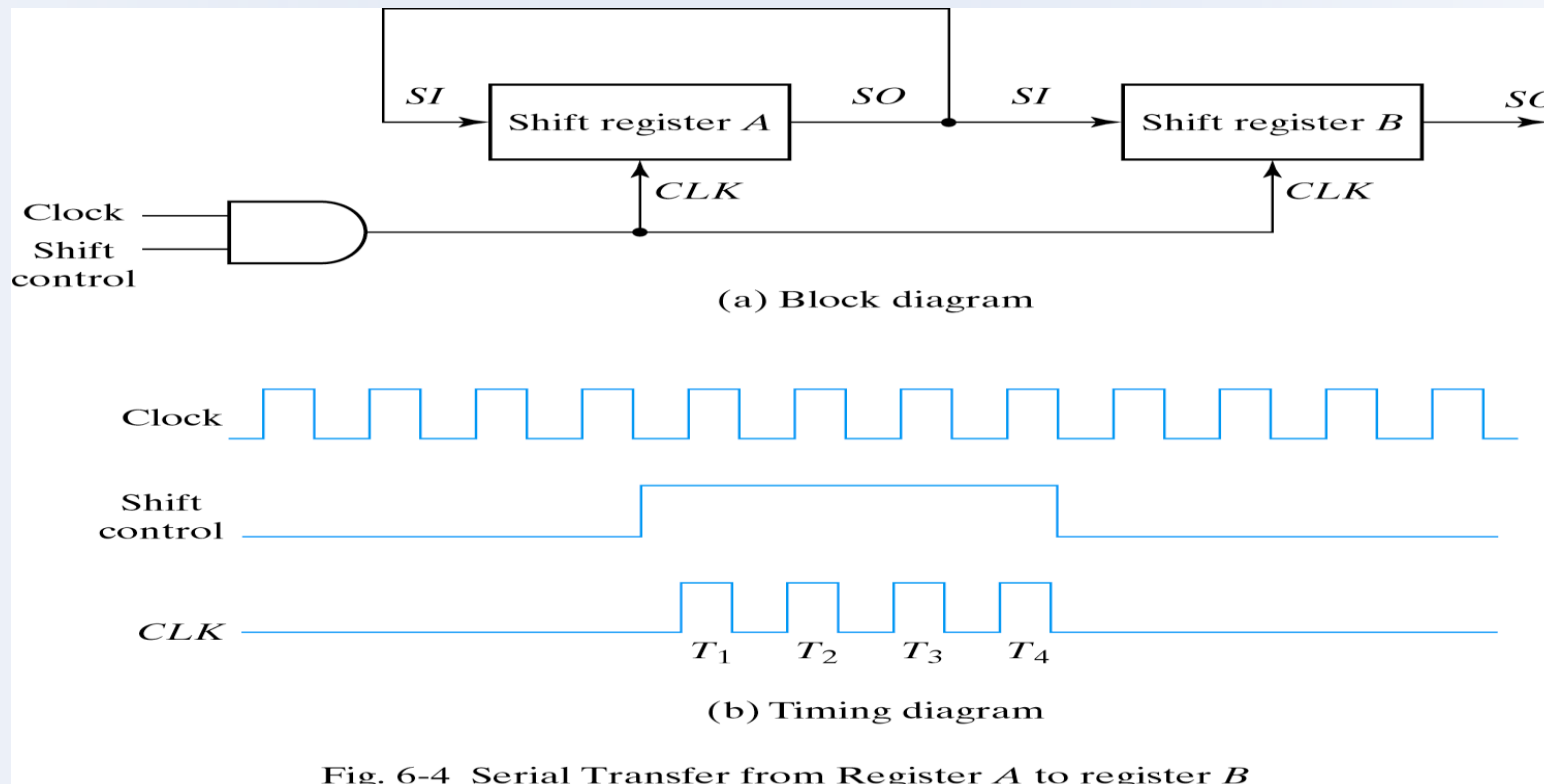 SI
Shift register A
SO
SI
Shift register B
CLK
CLK
Clock
Shift
control
(a) Block diagram
Clock
Shift
control
CLK
T1 T2 T3 T4
(b) Timing diagram
Fig. 6-4 Serial Transfer from Register A to register B